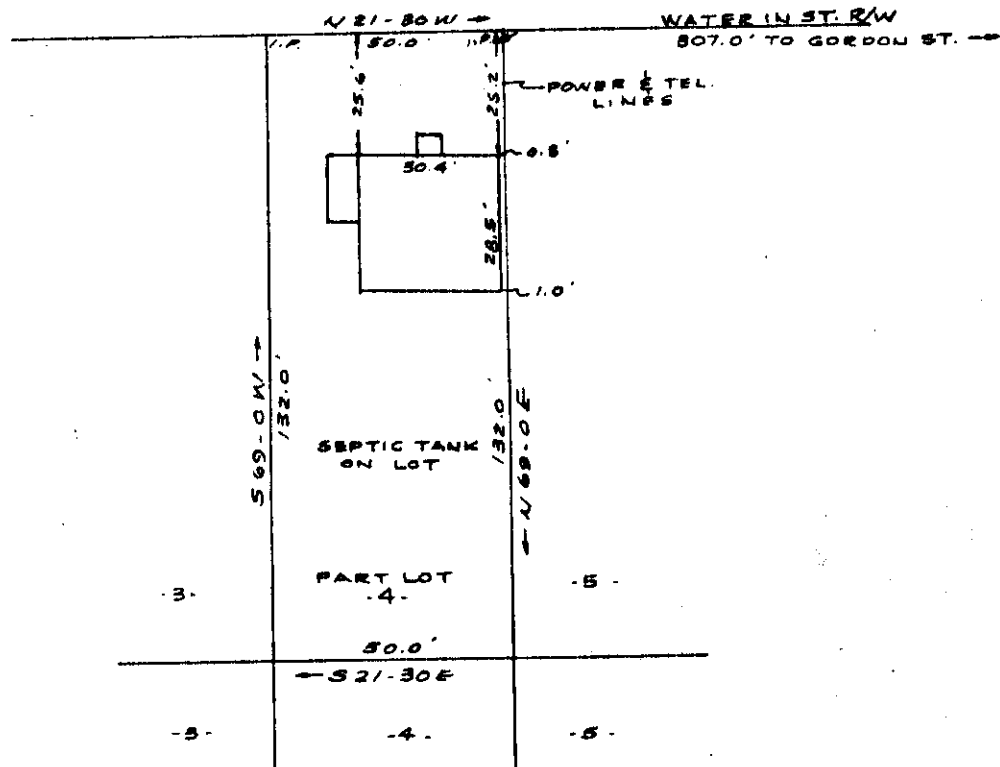 N 21-30 W →
WATER IN ST. R/W
I.P.
50.0'
I.P.
807.0' TO GORDON ST. →
25.6'
25.2'
POWER & TEL.
LINES
0.8'
30.4'
28.5'
1.0'
S 69-0 W →
132.0'
132.0'
← N 69-0 E
SEPTIC TANK
ON LOT
PART LOT
-3-
-4-
-5-
50.0'
← S 21-30 E
-3-
-4-
-5-